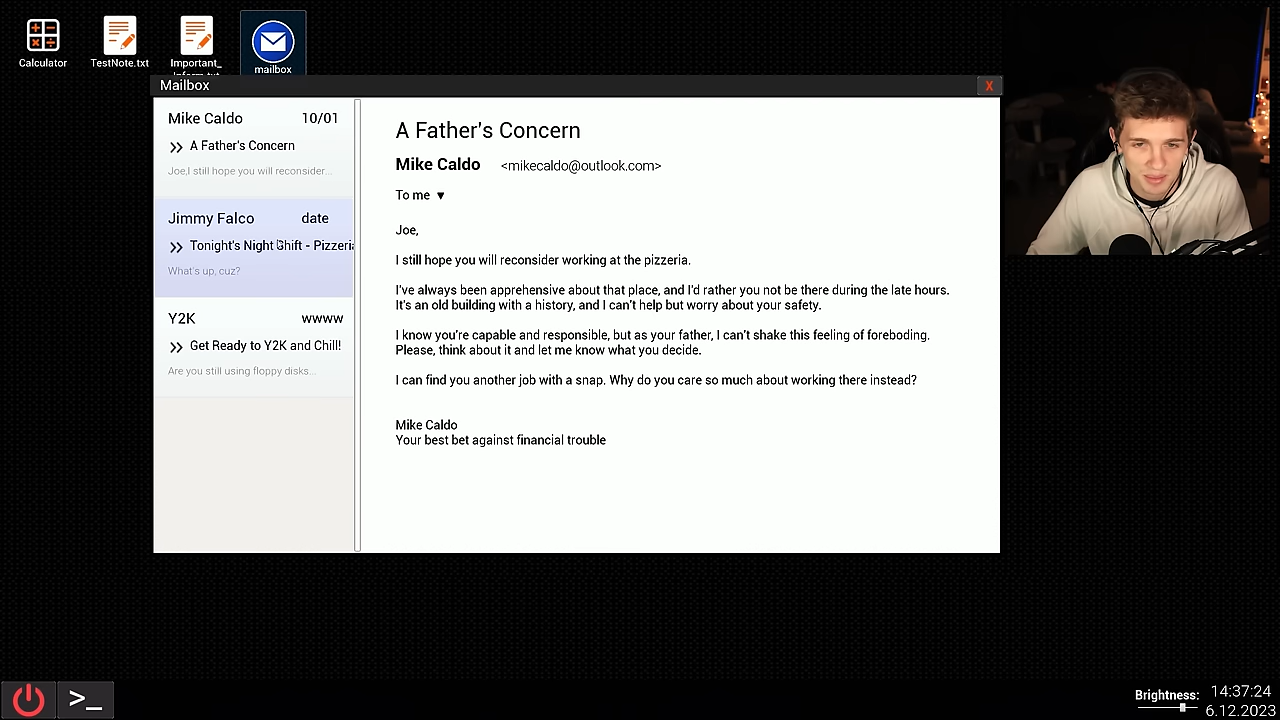 Calculator
TestNote.txt
Important_
mailbox
Mailbox
X
Mike Caldo 10/01
>> A Father's Concern
Joe,I still hope you will reconsider...
Jimmy Falco date
>> Tonight's Night Shift - Pizzeria
What's up, cuz?
Y2K wwww
>> Get Ready to Y2K and Chill!
Are you still using floppy disks...
A Father's Concern
Mike Caldo <mikecaldo@outlook.com>
To me ▼
Joe,
I still hope you will reconsider working at the pizzeria.
I've always been apprehensive about that place, and I'd rather you not be there during the late hours.
It's an old building with a history, and I can't help but worry about your safety.
I know you're capable and responsible, but as your father, I can't shake this feeling of foreboding.
Please, think about it and let me know what you decide.
I can find you another job with a snap. Why do you care so much about working there instead?
Mike Caldo
Your best bet against financial trouble
>_
Brightness:
14:37:24
6.12.2023